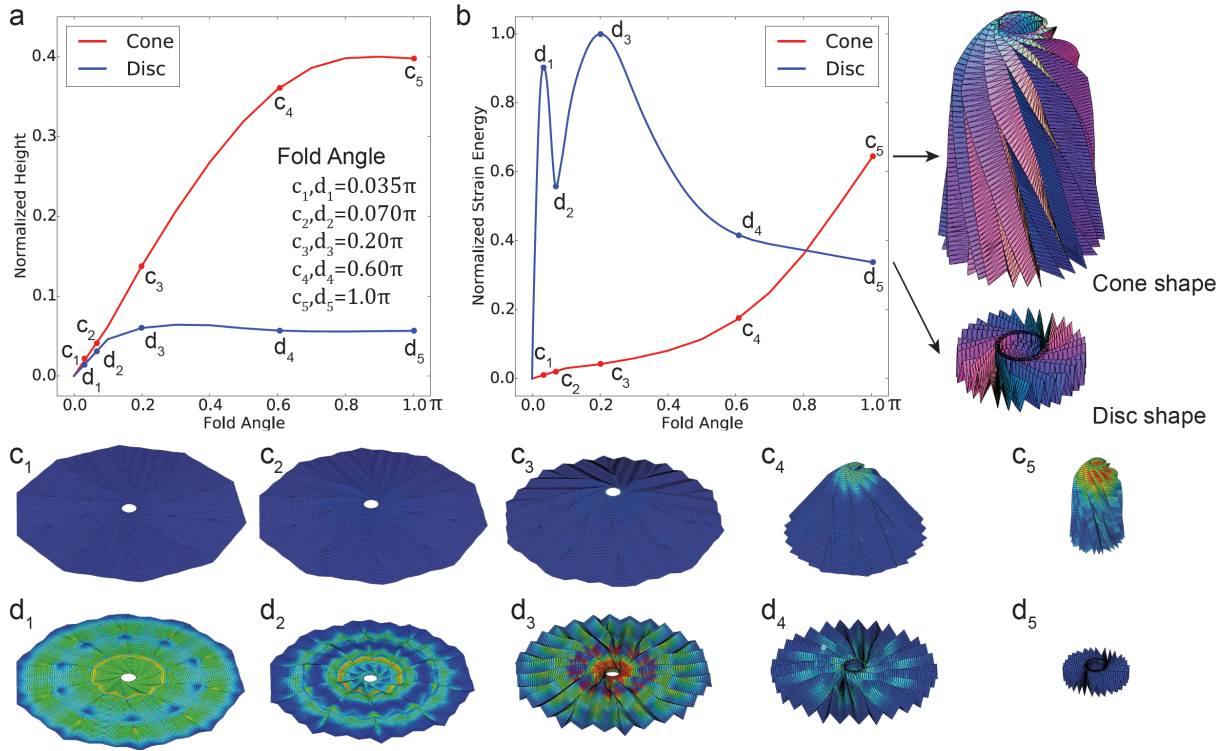 a
Cone
Disc
0.4
0.3
0.2
0.1
0.0
Normalized Height
c₁
c₂
c₃
c₄
c₅
d₁
d₂
d₃
d₄
d₅
Fold Angle
c₁,d₁=0.035π
c₂,d₂=0.070π
c₃,d₃=0.20π
c₄,d₄=0.60π
c₅,d₅=1.0π
0.0 0.2 0.4 0.6 0.8 1.0 π
Fold Angle
b
Cone
Disc
1.0
0.8
0.6
0.4
0.2
0.0
Normalized Strain Energy
d₁
d₂
d₃
d₄
d₅
c₁
c₂
c₃
c₄
c₅
0.0 0.2 0.4 0.6 0.8 1.0 π
Fold Angle
Cone shape
Disc shape
c₁ c₂ c₃ c₄ c₅
d₁ d₂ d₃ d₄ d₅